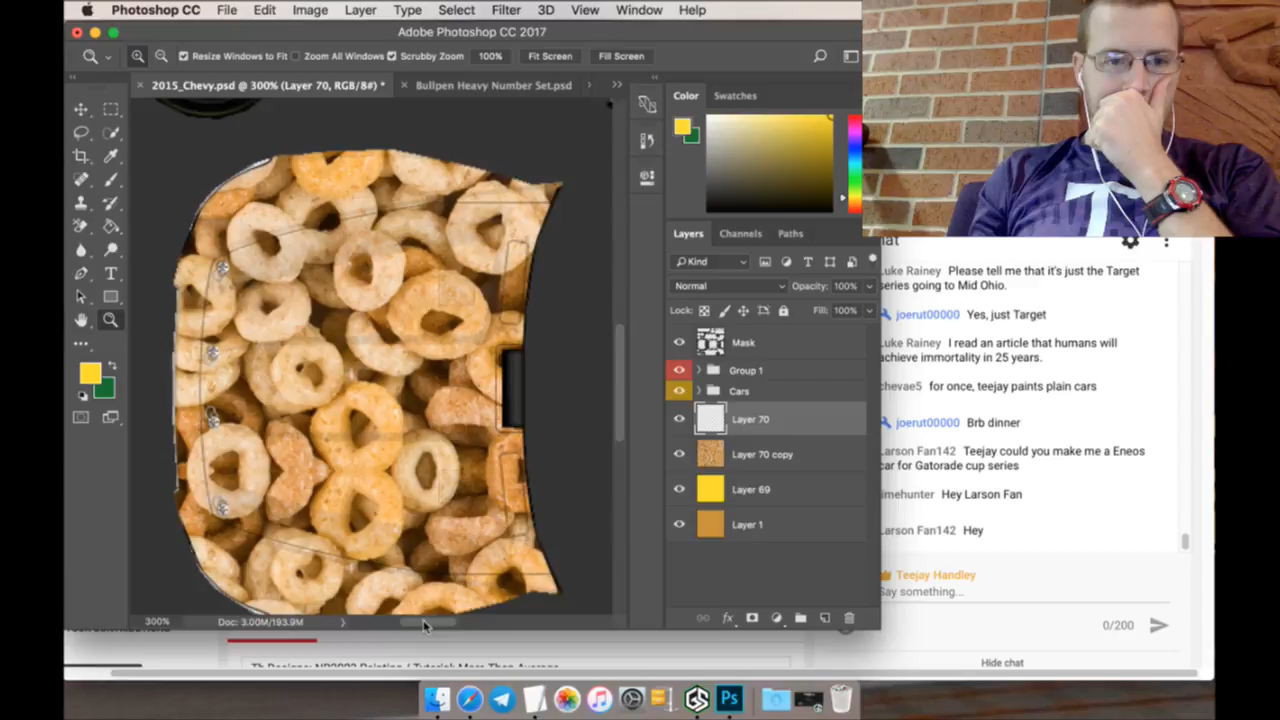 Photoshop CC File Edit Image Layer Type Select Filter 3D View Window Help
Adobe Photoshop CC 2017
Resize Windows to Fit Zoom All Windows Scrubby Zoom 100% Fit Screen Fill Screen
2015_Chevy.psd @ 300% (Layer 70, RGB/8#) *
Bullpen Heavy Number Set.psd
Color Swatches
Layers Channels Paths
Kind
Normal Opacity: 100%
Lock: Fill: 100%
Mask
Group 1
Cars
Layer 70
Layer 70 copy
Layer 69
Layer 1
300% Doc: 3.00M/193.9M
T
Luke Rainey Please tell me that it's just the Target
series going to Mid Ohio.
joerut00000 Yes, just Target
Luke Rainey I read an article that humans will
achieve immortality in 25 years.
chevae5 for once, teejay paints plain cars
joerut00000 Brb dinner
Larson Fan142 Teejay could you make me a Eneos
car for Gatorade cup series
Hey Larson Fan
Larson Fan142 Hey
Teejay Handley
Say something...
0/200
Hide chat
Ps